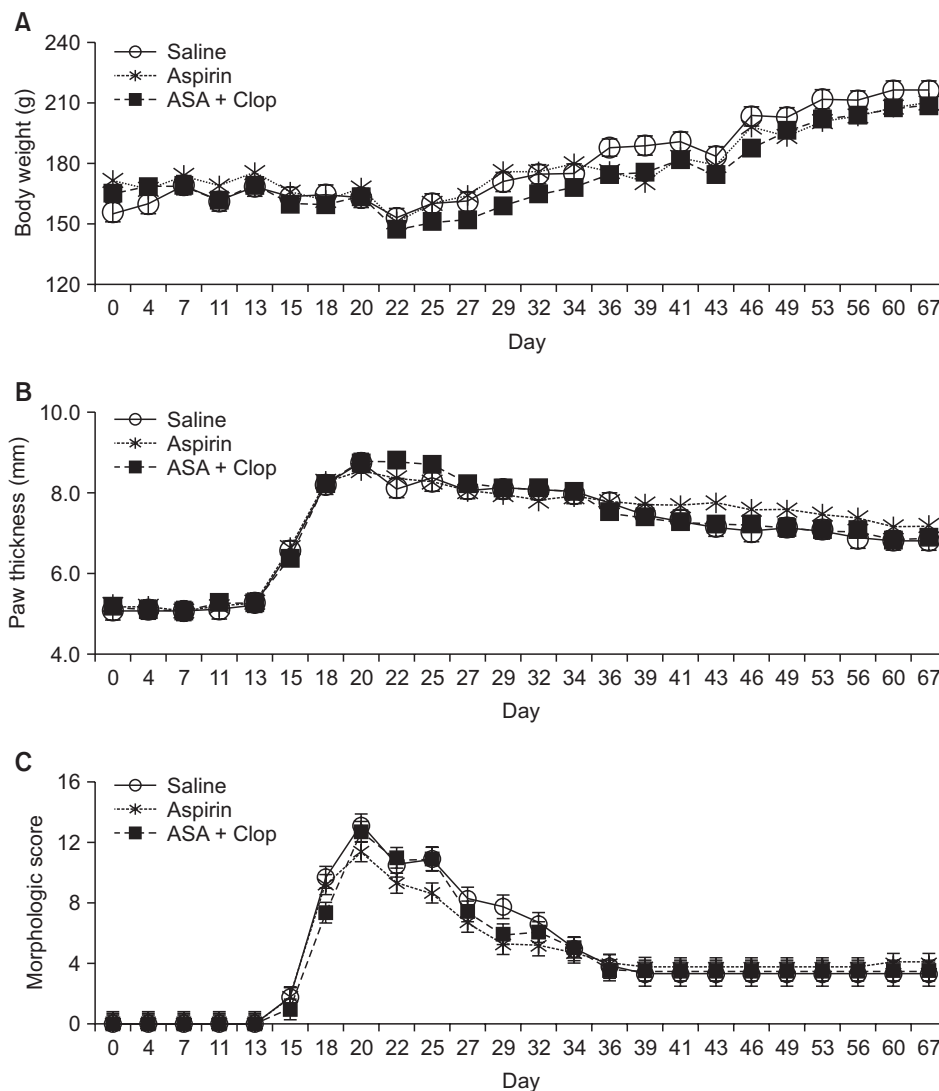 A
240
210
180
150
120
Body weight (g)
Saline
Aspirin
ASA + Clop
0 4 7 11 13 15 18 20 22 25 27 29 32 34 36 39 41 43 46 49 53 56 60 67
Day
B
10.0
8.0
6.0
4.0
Paw thickness (mm)
Saline
Aspirin
ASA + Clop
0 4 7 11 13 15 18 20 22 25 27 29 32 34 36 39 41 43 46 49 53 56 60 67
Day
C
16
12
8
4
0
Morphologic score
Saline
Aspirin
ASA + Clop
0 4 7 11 13 15 18 20 22 25 27 29 32 34 36 39 41 43 46 49 53 56 60 67
Day